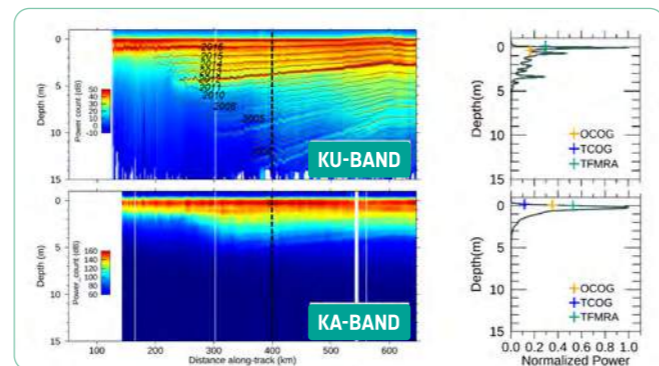 0
5
10
15
Depth (m)
Power count (dB)
50
40
30
20
10
0
-10
2016
2015
2014
2013
2012
2011
2010
2008
2005
KU-BAND
0
5
10
15
Depth(m)
OCOG
TCOG
TFMRA
0
5
10
15
Depth (m)
Power_count (dB)
160
140
120
100
80
60
KA-BAND
100 200 300 400 500 600
Distance along-track (km)
0
5
10
15
Depth(m)
OCOG
TCOG
TFMRA
0.0 0.2 0.4 0.6 0.8 1.0
Normalized Power